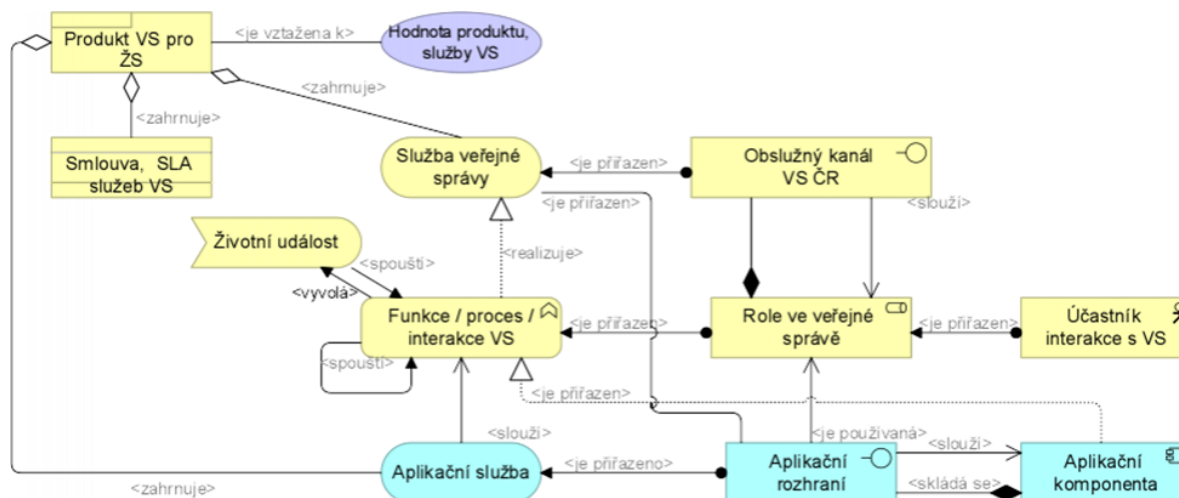 Produkt VS pro
ŽS
<je vztažena k>
Hodnota produktu,
služby VS
<zahrnuje>
<zahrnuje>
Smlouva, SLA
služeb VS
Služba veřejné
správy
<je přiřazen>
Obslužný kanál
VS ČR
<je přiřazen>
<slouží>
Životní událost
<spouští>
<realizuje>
<vyvolá>
Funkce / proces /
interakce VS
<je přiřazen>
Role ve veřejné
správě
<je přiřazen>
Účastník
interakce s VS
<spouští>
<je přiřazen>
<slouží>
<je používaná>
<slouží>
Aplikační služba
<je přiřazeno>
Aplikační
rozhraní
Aplikační
komponenta
<skládá se>
<zahrnuje>